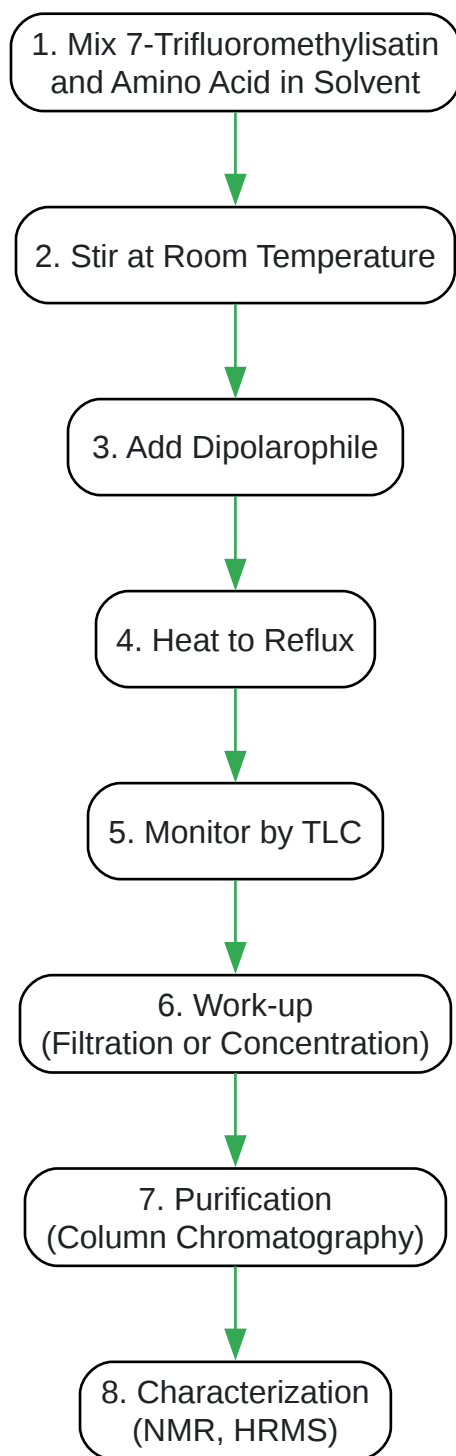 1. Mix 7-Trifluoromethylisatin
and Amino Acid in Solvent
2. Stir at Room Temperature
3. Add Dipolarophile
4. Heat to Reflux
5. Monitor by TLC
6. Work-up
(Filtration or Concentration)
7. Purification
(Column Chromatography)
8. Characterization
(NMR, HRMS)